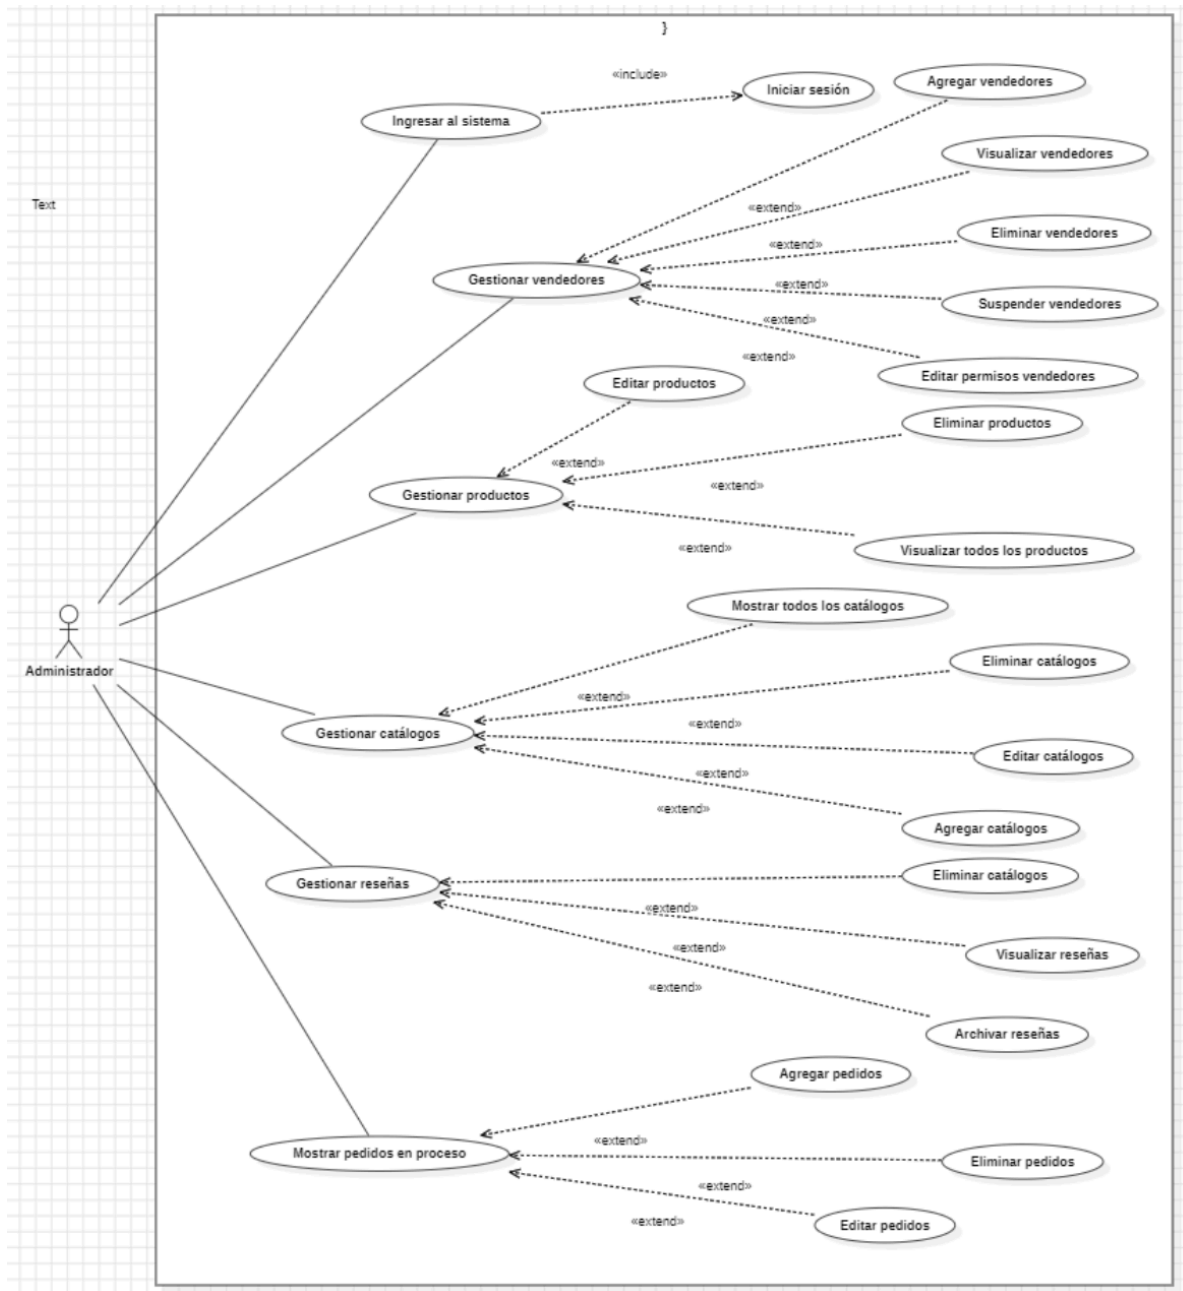 }
«include»
Iniciar sesión
Agregar vendedores
Ingresar al sistema
Visualizar vendedores
Text
«extend»
Eliminar vendedores
«extend»
Gestionar vendedores
«extend»
Suspender vendedores
«extend»
«extend»
Editar permisos vendedores
Editar productos
Eliminar productos
«extend»
«extend»
Gestionar productos
«extend»
Visualizar todos los productos
Mostrar todos los catálogos
Eliminar catálogos
Administrador
«extend»
«extend»
Gestionar catálogos
Editar catálogos
«extend»
«extend»
Agregar catálogos
Eliminar catálogos
Gestionar reseñas
«extend»
«extend»
Visualizar reseñas
«extend»
Archivar reseñas
Agregar pedidos
«extend»
Mostrar pedidos en proceso
Eliminar pedidos
«extend»
«extend»
Editar pedidos